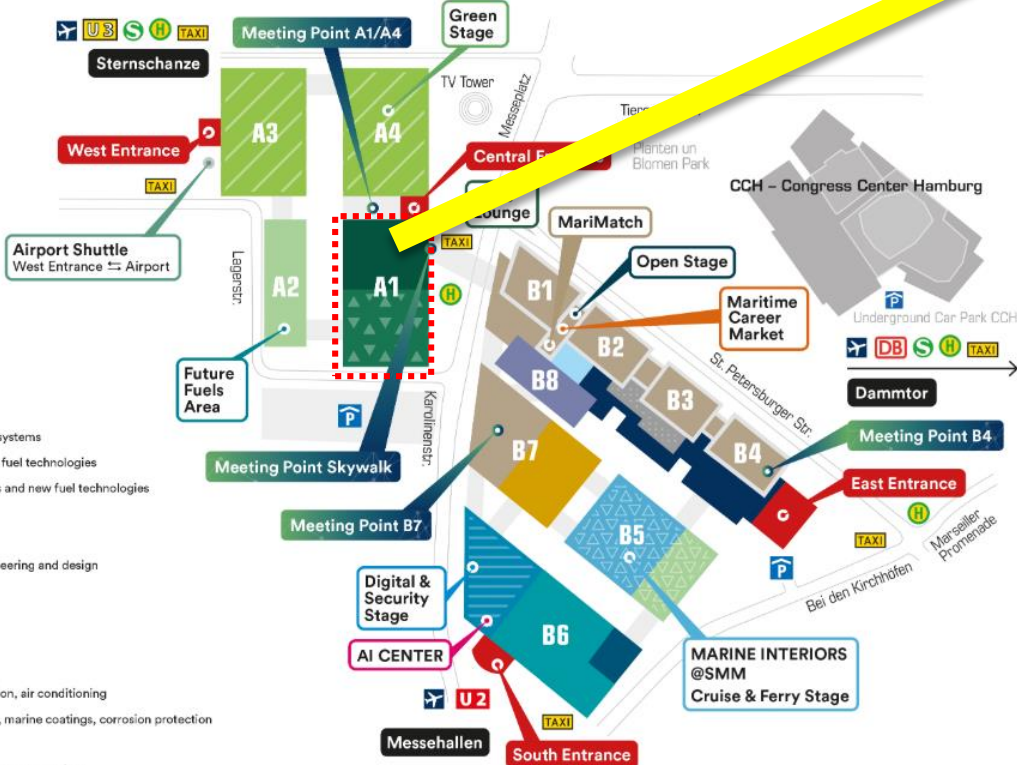 U3 S H TAXI
Sternschanze
Meeting Point A1/A4
Green
Stage
TV Tower
Messeplatz
A3
A4
West Entrance
TAXI
Central
Planten un
Blomen Park
CCH – Congress Center Hamburg
Lounge
TAXI
MariMatch
Airport Shuttle
West Entrance ⇆ Airport
Lagerstr.
A2
A1
H
B1
Open Stage
Maritime
Career
Market
P
Underground Car Park CCH
DB S H TAXI
Dammtor
B2
St. Petersburger Str.
B8
B3
Future
Fuels
Area
P
Karolinenstr.
B7
B4
Meeting Point B4
systems
fuel technologies
s and new fuel technologies
Meeting Point Skywalk
East Entrance
H
Marseiller
Promenade
Meeting Point B7
B5
TAXI
P
Bei den Kirchhöfen
eering and design
Digital &
Security
Stage
B6
AI CENTER
MARINE INTERIORS
@SMM
Cruise & Ferry Stage
on, air conditioning
, marine coatings, corrosion protection
U2
TAXI
Messehallen
South Entrance